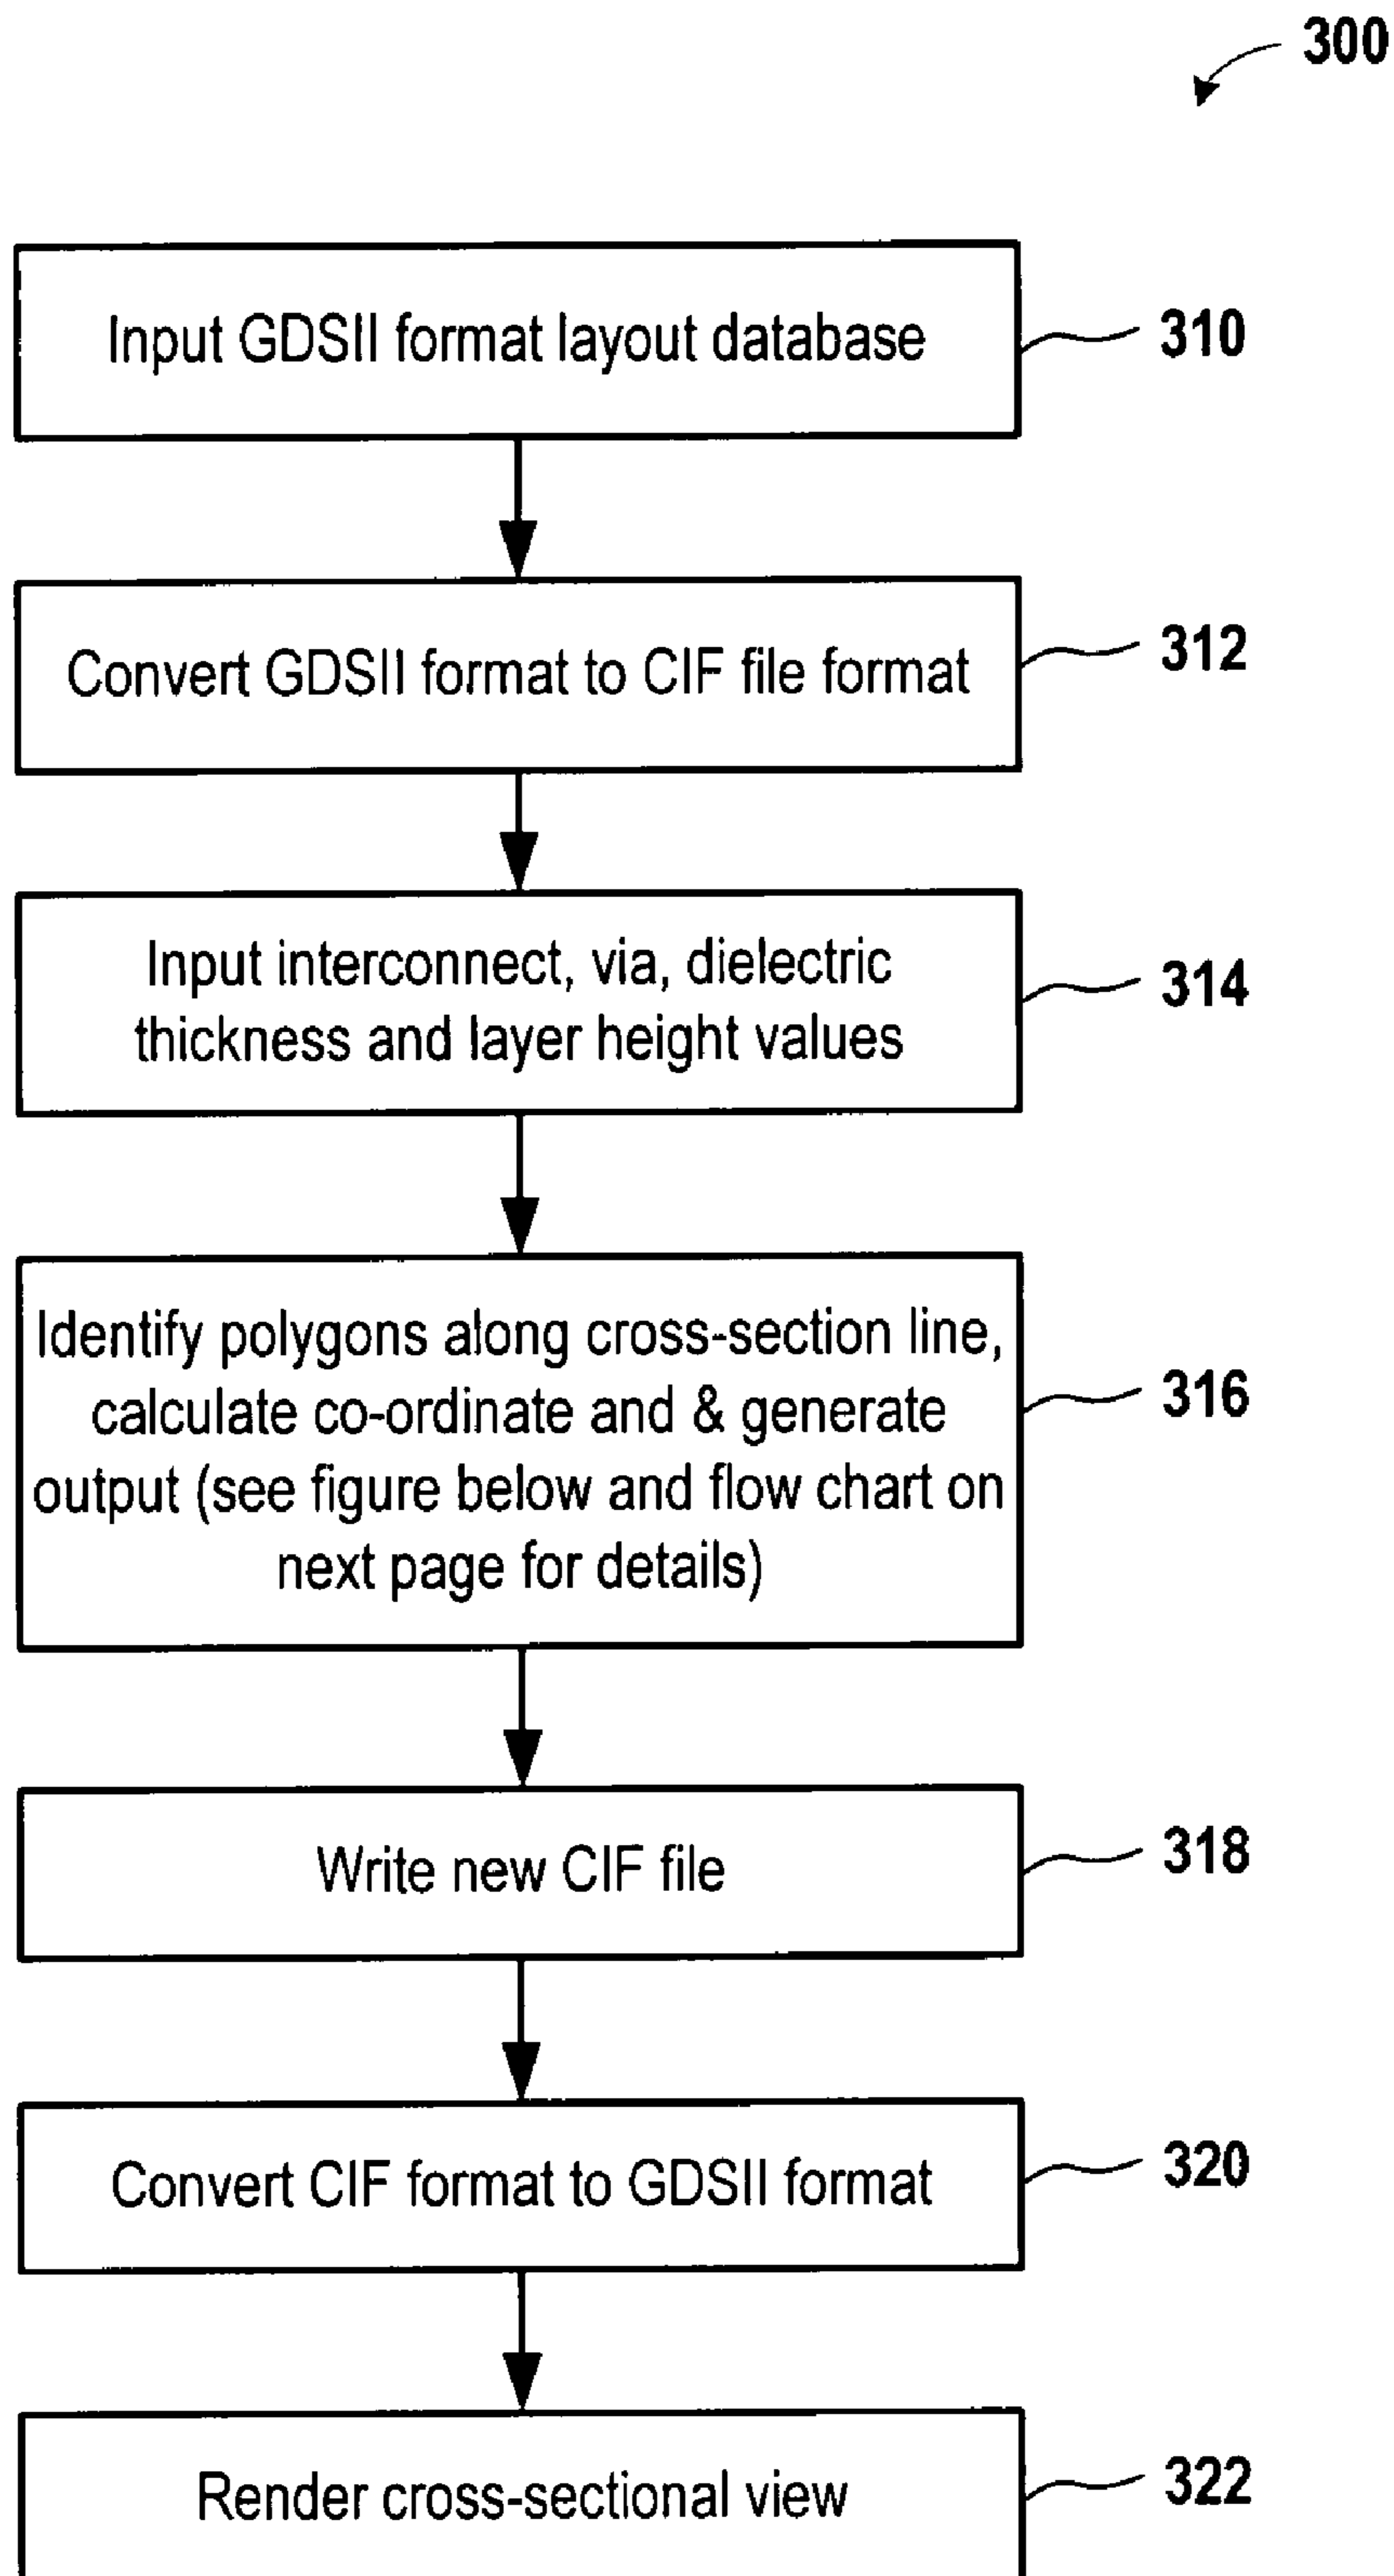 300
Input GDSII format layout database
310
Convert GDSII format to CIF file format
312
Input interconnect, via, dielectric
thickness and layer height values
314
Identify polygons along cross-section line,
calculate co-ordinate and & generate
output (see figure below and flow chart on
next page for details)
316
Write new CIF file
318
Convert CIF format to GDSII format
320
Render cross-sectional view
322